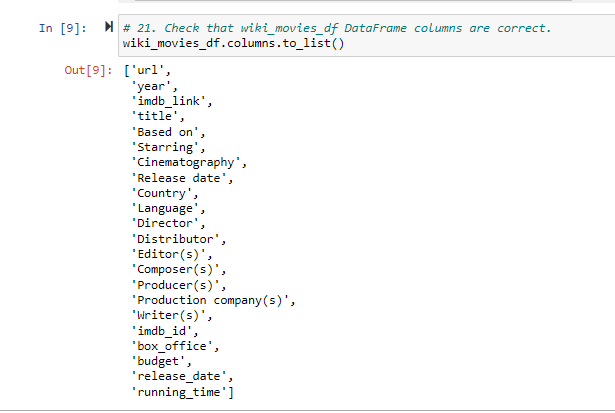 In [9]: # 21. Check that wiki_movies_df DataFrame columns are correct.
wiki_movies_df.columns.to_list()
Out[9]: ['url',
'year',
'imdb_link',
'title',
'Based on',
'Starring',
'Cinematography',
'Release date',
'Country',
'Language',
'Director',
'Distributor',
'Editor(s)',
'Composer(s)',
'Producer(s)',
'Production company(s)',
'Writer(s)',
'imdb_id',
'box_office',
'budget',
'release_date',
'running_time']